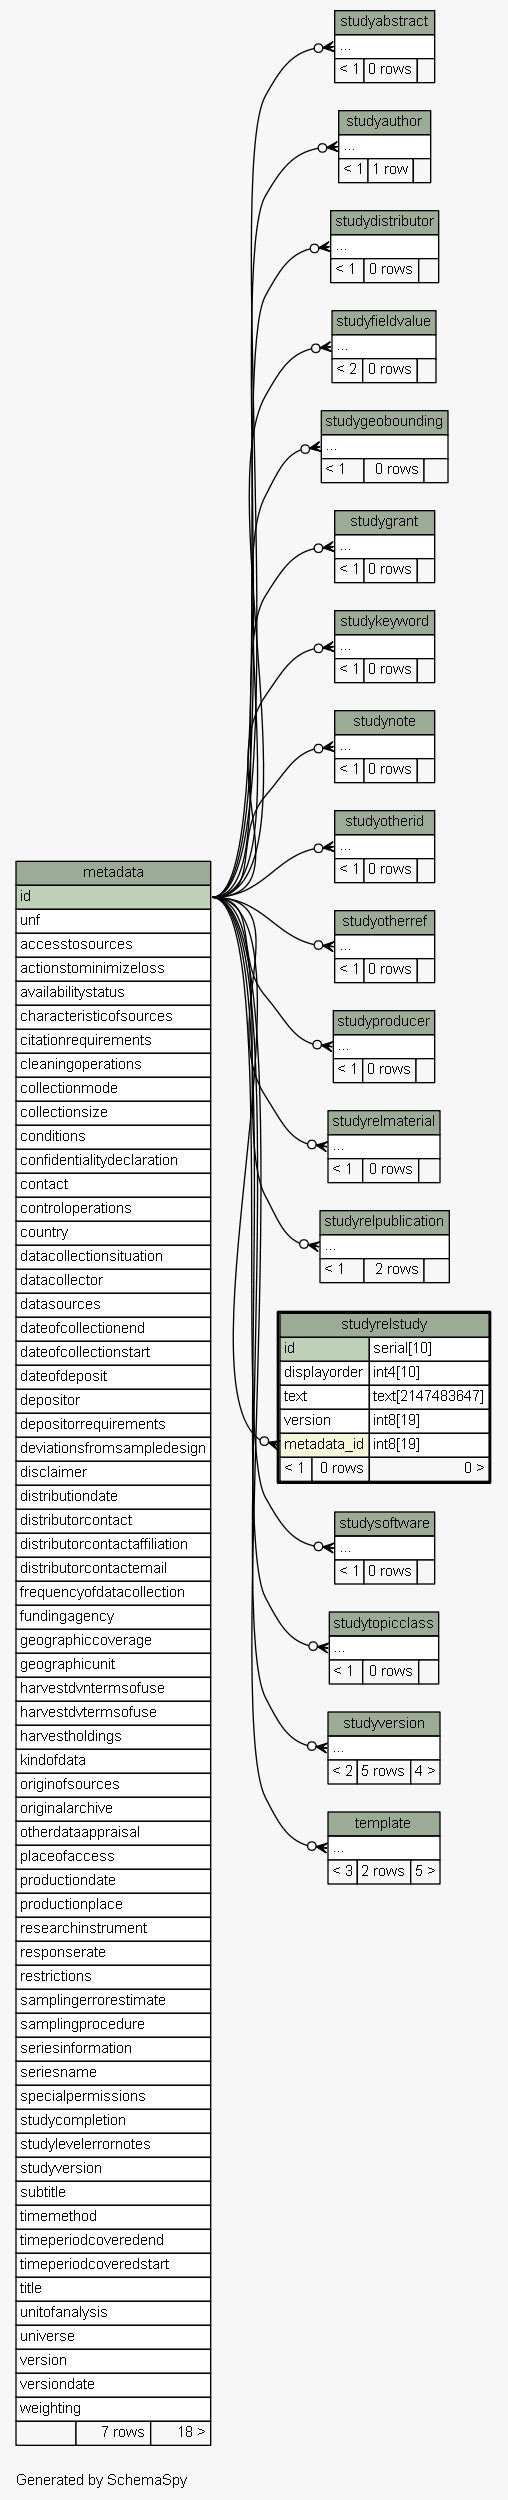 studyabstract
...
< 1 0 rows
studyauthor
...
< 1 1 row
studydistributor
...
< 1 0 rows
studyfieldvalue
...
< 2 0 rows
studygeobounding
...
< 1 0 rows
studygrant
...
< 1 0 rows
studykeyword
...
< 1 0 rows
studynote
...
< 1 0 rows
studyotherid
...
< 1 0 rows
studyotherref
...
< 1 0 rows
studyproducer
...
< 1 0 rows
studyrelmaterial
...
< 1 0 rows
studyrelpublication
...
< 1 2 rows
studyrelstudy
id serial[10]
displayorder int4[10]
text text[2147483647]
version int8[19]
metadata_id int8[19]
< 1 0 rows 0 >
studysoftware
...
< 1 0 rows
studytopicclass
...
< 1 0 rows
studyversion
...
< 2 5 rows 4 >
template
...
< 3 2 rows 5 >
metadata
id
unf
accesstosources
actionstominimizeloss
availabilitystatus
characteristicofsources
citationrequirements
cleaningoperations
collectionmode
collectionsize
conditions
confidentialitydeclaration
contact
controloperations
country
datacollectionsituation
datacollector
datasources
dateofcollectionend
dateofcollectionstart
dateofdeposit
depositor
depositorrequirements
deviationsfromsampledesign
disclaimer
distributiondate
distributorcontact
distributorcontactaffiliation
distributorcontactemail
frequencyofdatacollection
fundingagency
geographiccoverage
geographicunit
harvestdvntermsofuse
harvestdvtermsofuse
harvestholdings
kindofdata
originofsources
originalarchive
otherdataappraisal
placeofaccess
productiondate
productionplace
researchinstrument
responserate
restrictions
samplingerrorestimate
samplingprocedure
seriesinformation
seriesname
specialpermissions
studycompletion
studylevelerrornotes
studyversion
subtitle
timemethod
timeperiodcoveredend
timeperiodcoveredstart
title
unitofanalysis
universe
version
versiondate
weighting
7 rows 18 >
Generated by SchemaSpy